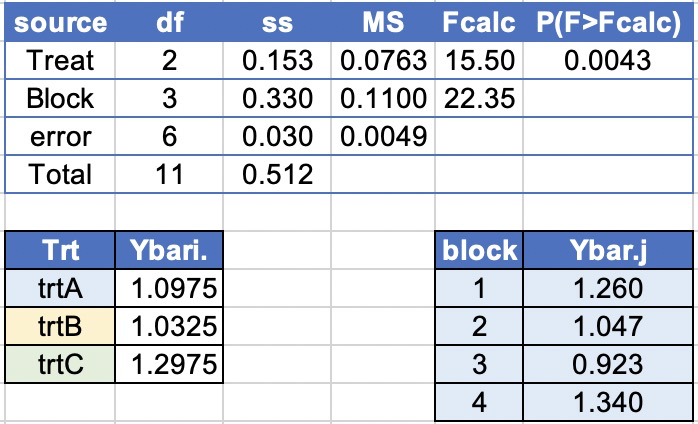 source df ss MS Fcalc P(F>Fcalc)
Treat 2 0.153 0.0763 15.50 0.0043
Block 3 0.330 0.1100 22.35
error 6 0.030 0.0049
Total 11 0.512
Trt Ybari. block Ybar.j
trtA 1.0975 1 1.260
trtB 1.0325 2 1.047
trtC 1.2975 3 0.923
4 1.340